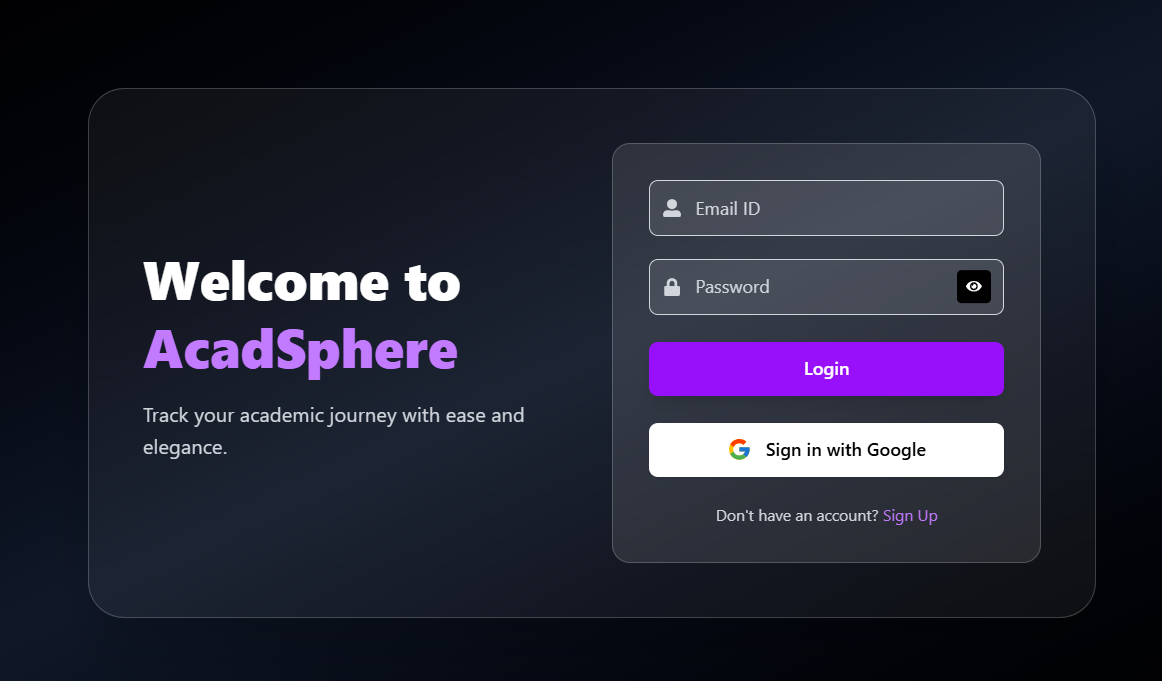 Welcome to
AcadSphere
Track your academic journey with ease and
elegance.
Email ID
Password
Login
Sign in with Google
Don't have an account? Sign Up